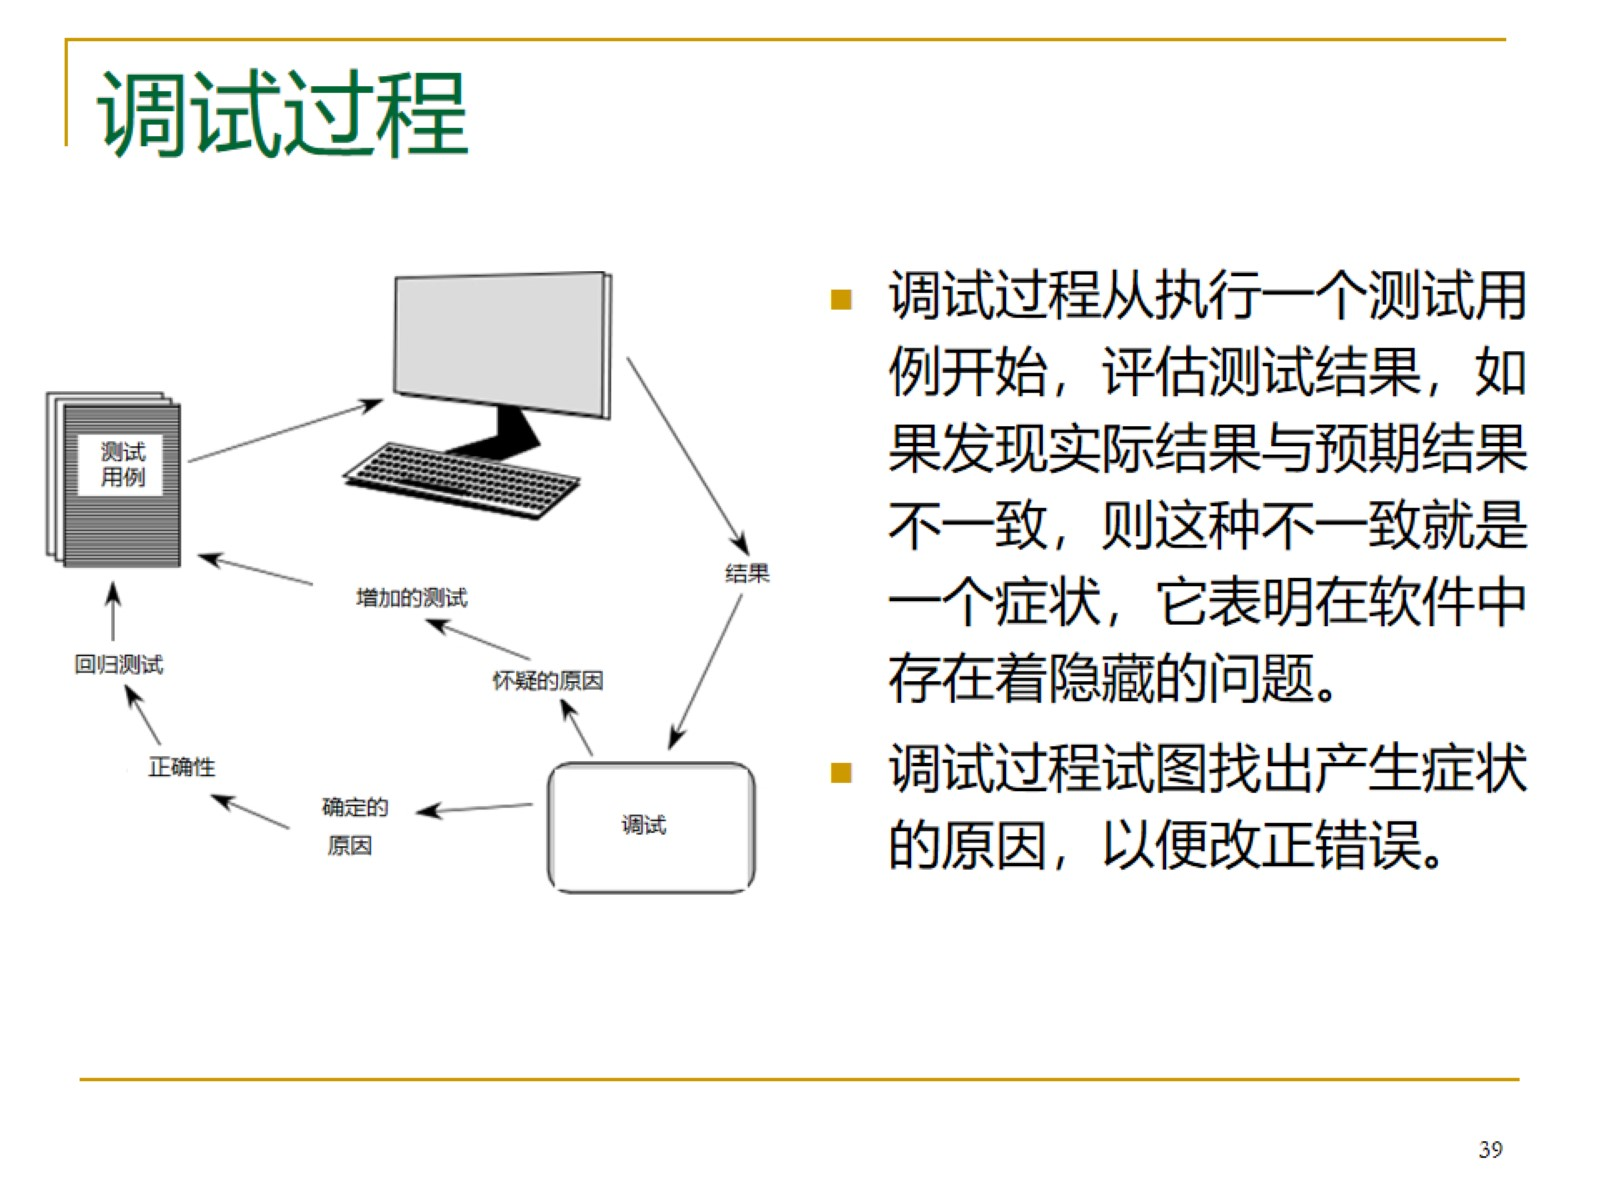 调试过程
测试
用例
增加的测试
结果
回归测试
怀疑的原因
正确性
确定的
原因
调试
调试过程从执行一个测试用
例开始，评估测试结果，如
果发现实际结果与预期结果
不一致，则这种不一致就是
一个症状，它表明在软件中
存在着隐藏的问题。
调试过程试图找出产生症状
的原因，以便改正错误。
39